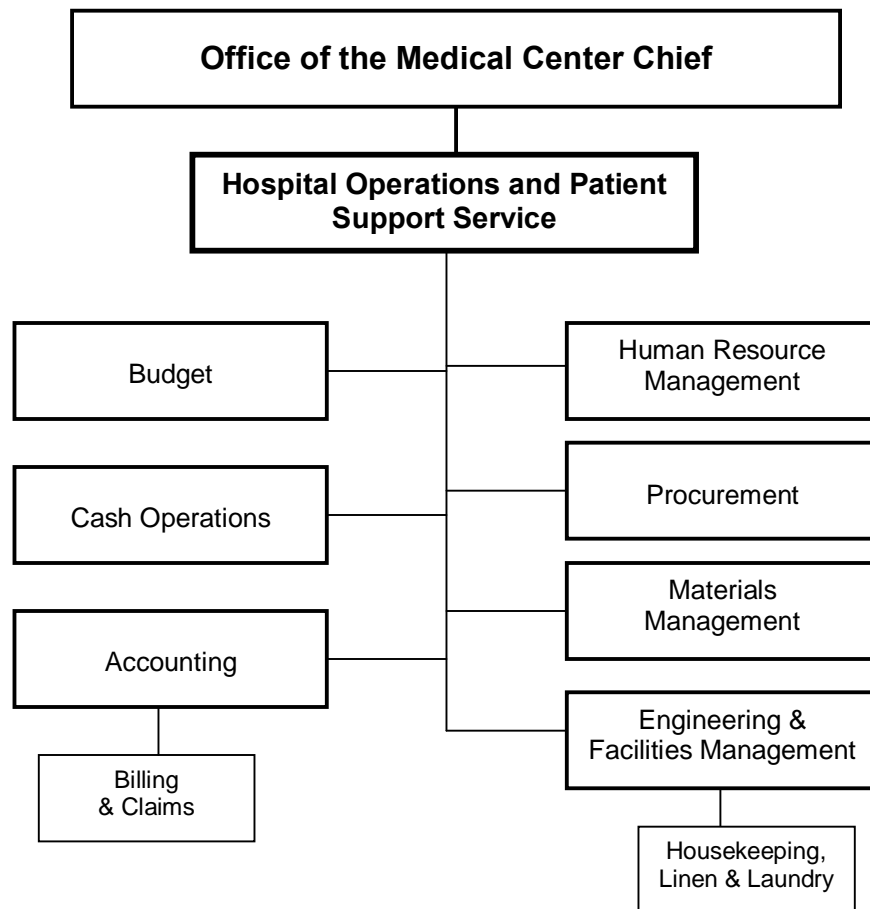 Office of the Medical Center Chief
Hospital Operations and Patient
Support Service
Budget
Human Resource
Management
Cash Operations
Procurement
Accounting
Materials
Management
Billing
& Claims
Engineering &
Facilities Management
Housekeeping,
Linen & Laundry